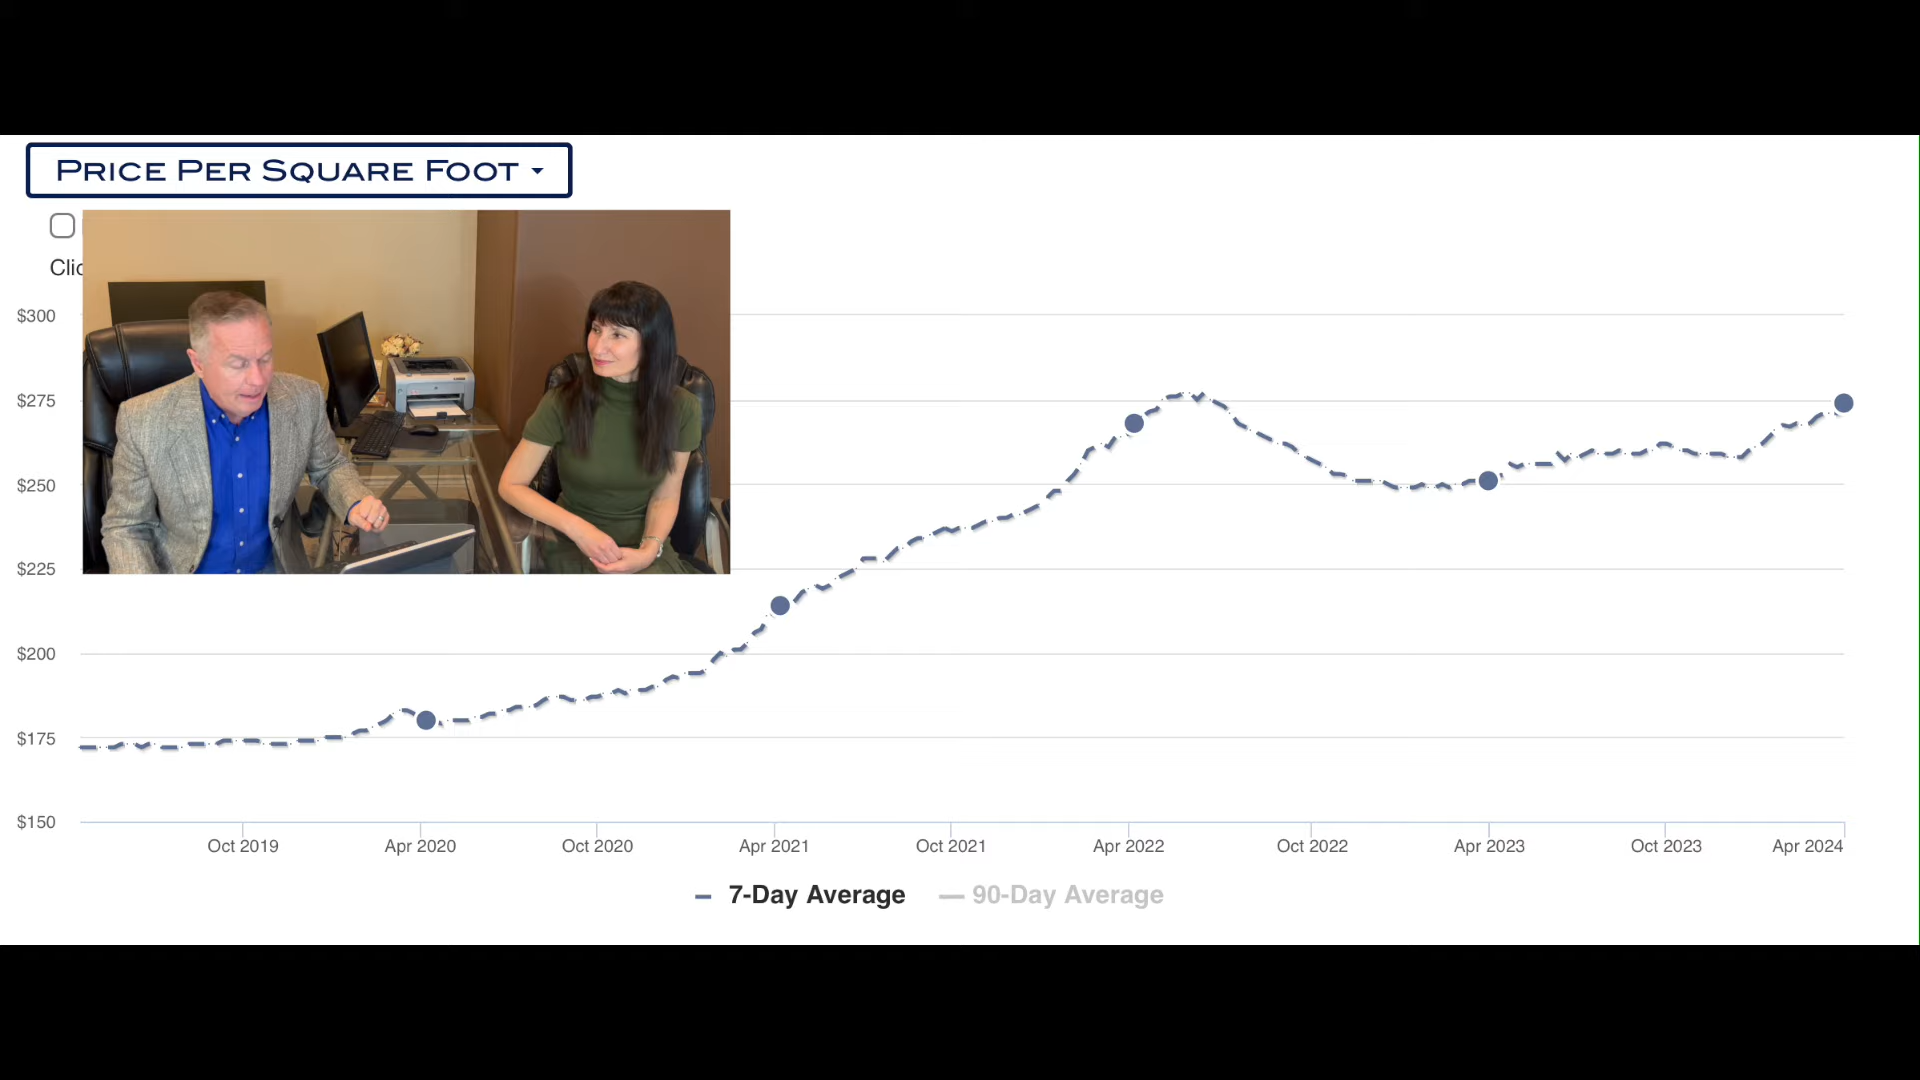 PRICE PER SQUARE FOOT
$300
$275
$250
$225
$200
$175
$150
Oct 2019 Apr 2020 Oct 2020 Apr 2021 Oct 2021 Apr 2022 Oct 2022 Apr 2023 Oct 2023 Apr 2024
7-Day Average 90-Day Average